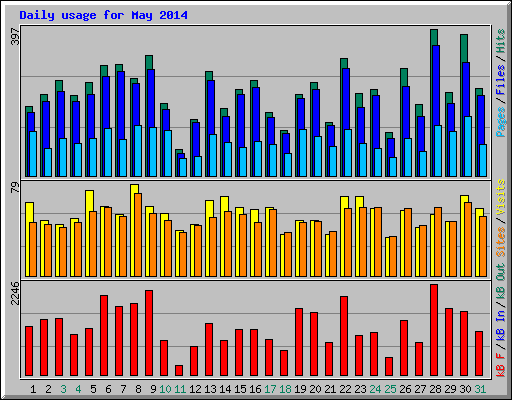 Daily usage for May 2014
397
Pages / Files / Hits
79
Sites / Visits
2246
kB F / kB In / kB Out
1 2 3 4 5 6 7 8 9 10 11 12 13 14 15 16 17 18 19 20 21 22 23 24 25 26 27 28 29 30 31